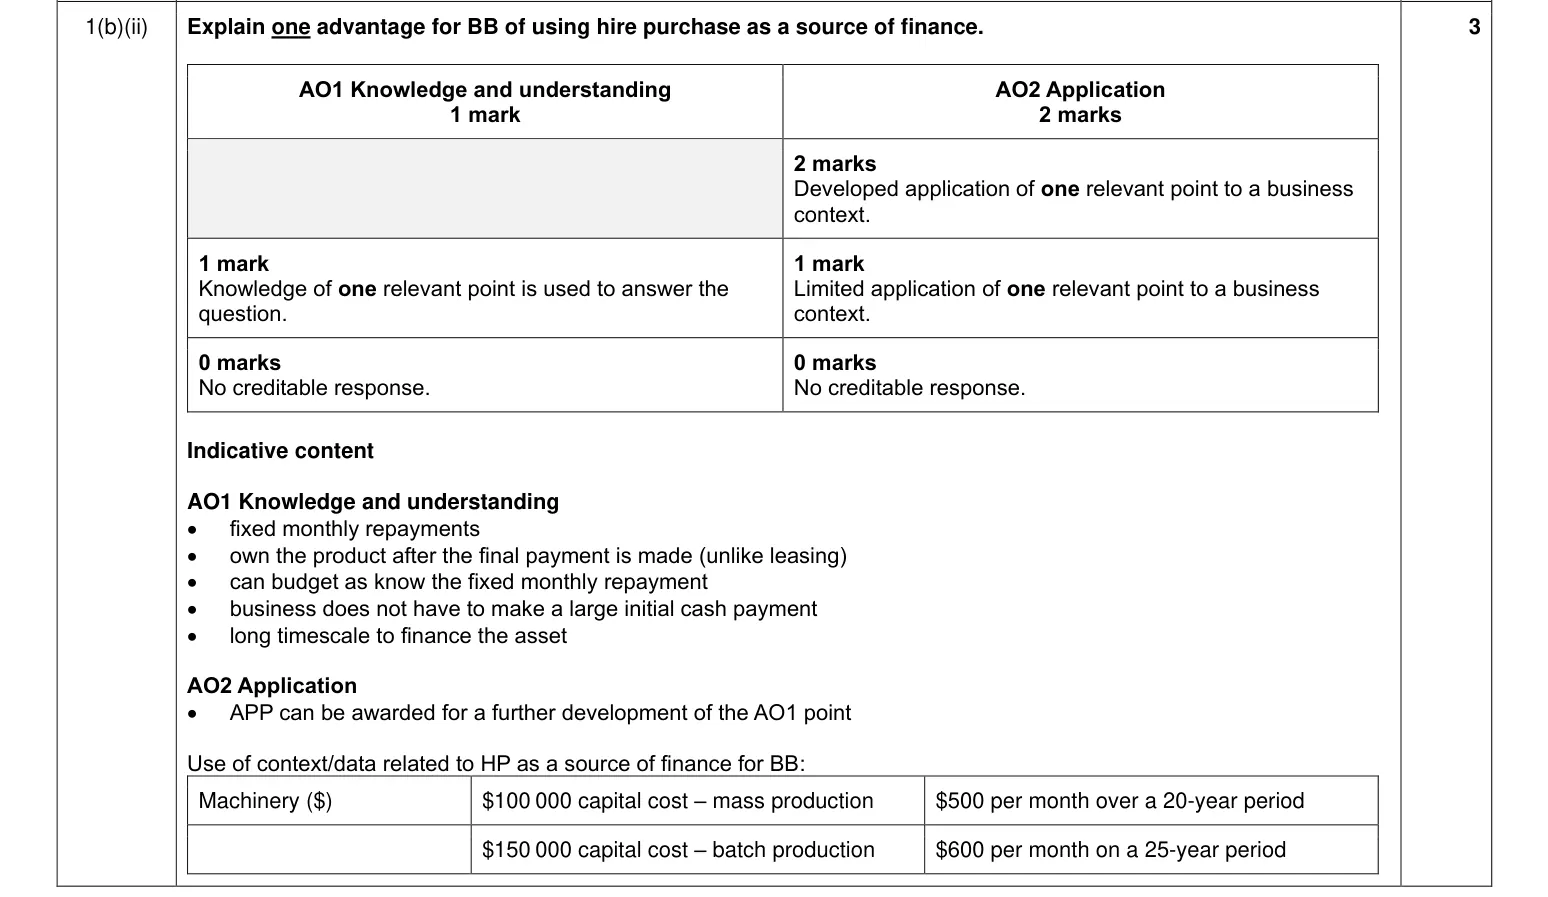 1(b)(ii)
Explain one advantage for BB of using hire purchase as a source of finance.
3
AO1 Knowledge and understanding
1 mark
AO2 Application
2 marks
2 marks
Developed application of one relevant point to a business
context.
1 mark
Knowledge of one relevant point is used to answer the
question.
1 mark
Limited application of one relevant point to a business
context.
0 marks
No creditable response.
0 marks
No creditable response.
Indicative content
AO1 Knowledge and understanding
• fixed monthly repayments
• own the product after the final payment is made (unlike leasing)
• can budget as know the fixed monthly repayment
• business does not have to make a large initial cash payment
• long timescale to finance the asset
AO2 Application
• APP can be awarded for a further development of the AO1 point
Use of context/data related to HP as a source of finance for BB:
Machinery ($)
$100 000 capital cost – mass production
$500 per month over a 20-year period
$150 000 capital cost – batch production
$600 per month on a 25-year period